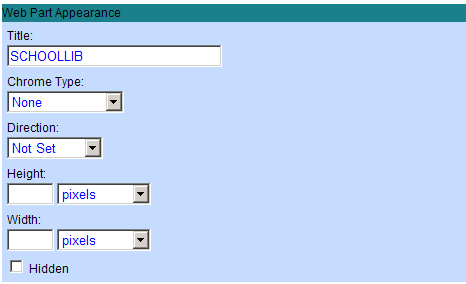 Web Part Appearance
Title:
SCHOOLLIB
Chrome Type:
None
Direction:
Not Set
Height:
pixels
Width:
pixels
Hidden